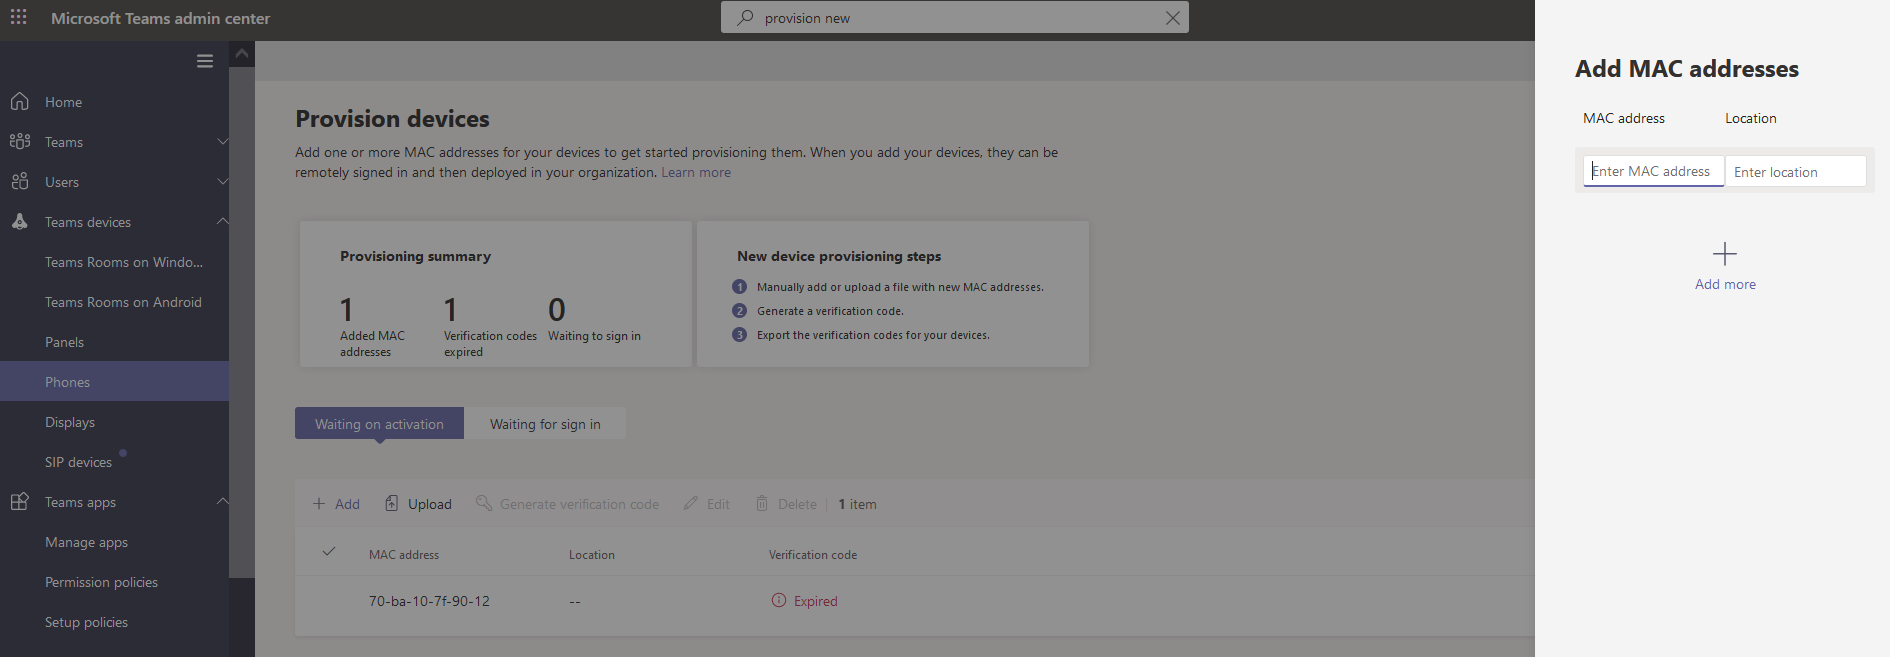 Microsoft Teams admin center
provision new
Home
Teams
Users
Teams devices
Teams Rooms on Windo...
Teams Rooms on Android
Panels
Phones
Displays
SIP devices
Teams apps
Manage apps
Permission policies
Setup policies
Provision devices
Add one or more MAC addresses for your devices to get started provisioning them. When you add your devices, they can be
remotely signed in and then deployed in your organization. Learn more
Provisioning summary
1
Added MAC
addresses
1
Verification codes
expired
0
Waiting to sign in
New device provisioning steps
1 Manually add or upload a file with new MAC addresses.
2 Generate a verification code.
3 Export the verification codes for your devices.
Waiting on activation Waiting for sign in
Add Upload Generate verification code Edit Delete 1 item
MAC address Location Verification code
70-ba-10-7f-90-12 -- Expired
Add MAC addresses
MAC address Location
Enter MAC address Enter location
Add more